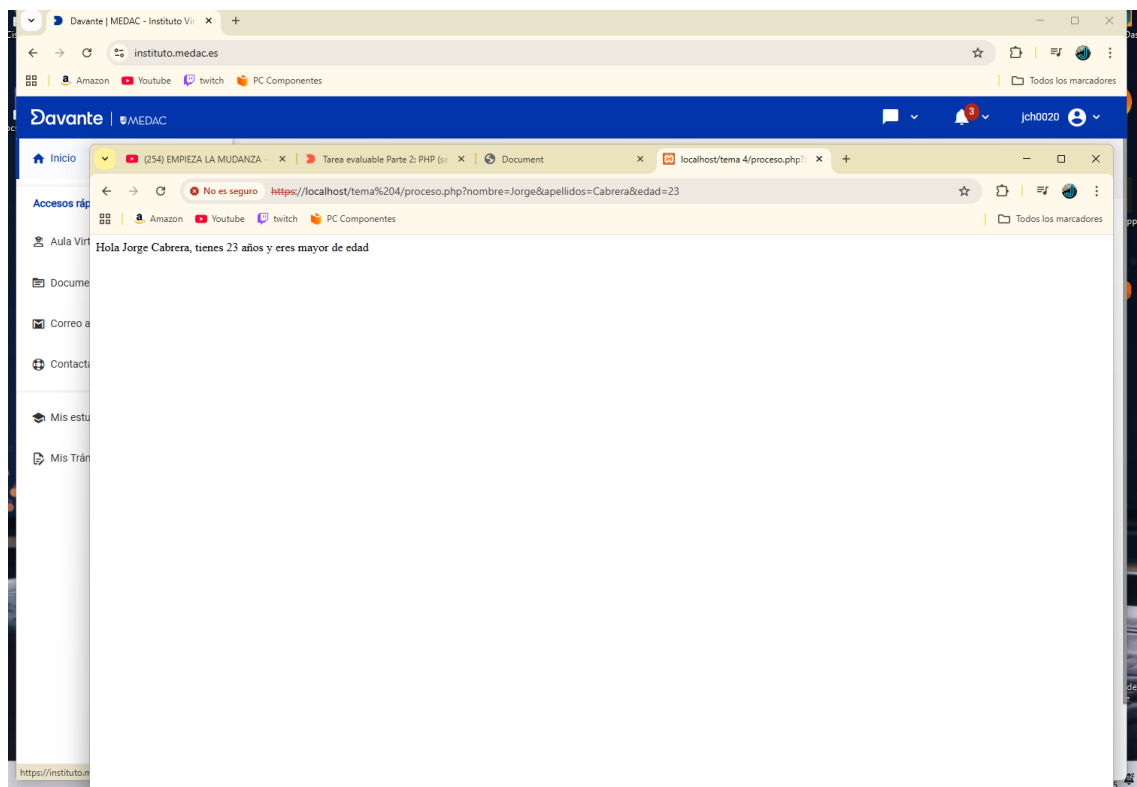 Davante | MEDAC - Instituto Vir
instituto.medac.es
Amazon Youtube twitch PC Componentes Todos los marcadores
Davante | MEDAC 3 jch0020
Inicio
(254) EMPIEZA LA MUDANZA - Tarea evaluable Parte 2: PHP (se Document localhost/tema 4/proceso.php?
No es seguro https://localhost/tema%204/proceso.php?nombre=Jorge&apellidos=Cabrera&edad=23
Amazon Youtube twitch PC Componentes Todos los marcadores
Hola Jorge Cabrera, tienes 23 años y eres mayor de edad
Accesos ráp
Aula Virt
Docume
Correo a
Contacta
Mis estu
Mis Trán
https://instituto.m